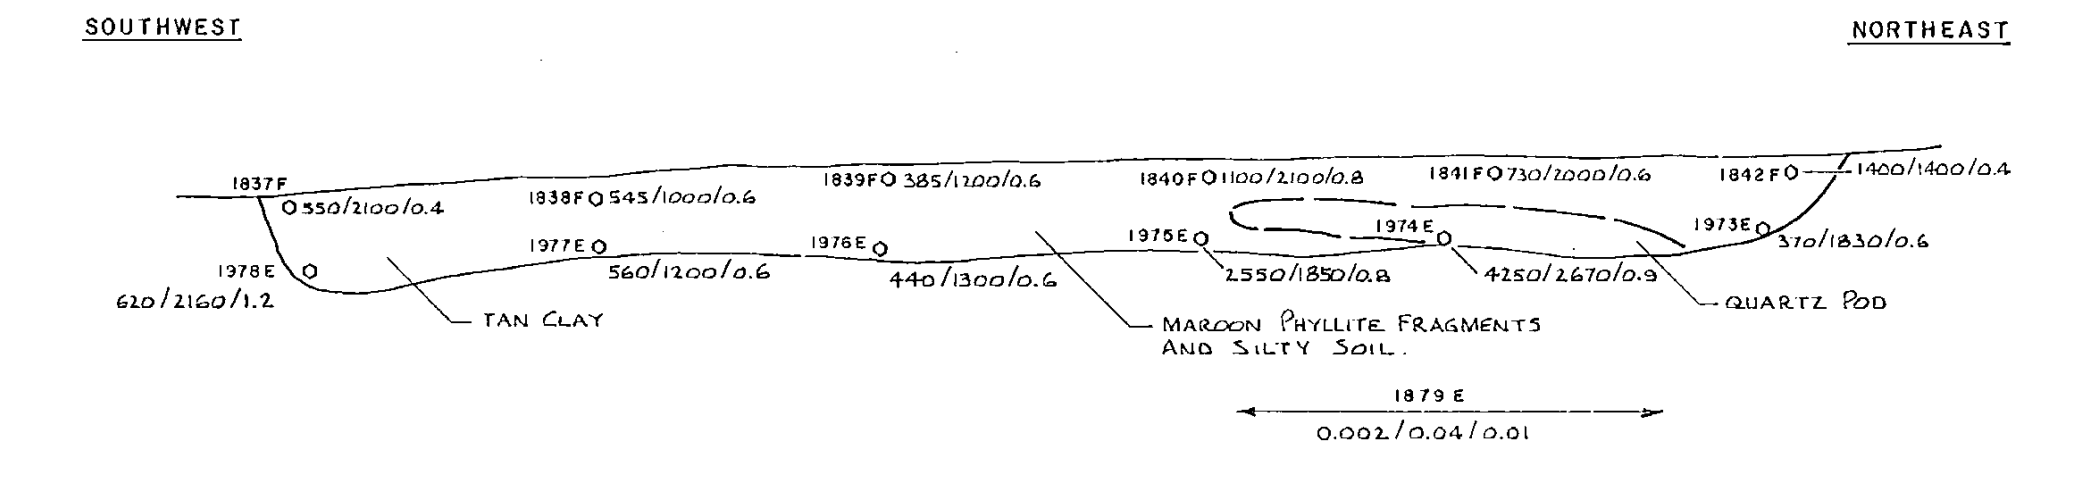 SOUTHWEST
NORTHEAST
1837F
550/2100/0.4
1838F 545/1000/0.6
1839F 385/1200/0.6
1840F 1100/2100/0.8
1841F 730/2000/0.6
1842F 1400/1400/0.4
1978E
620/2160/1.2
1977E
560/1200/0.6
1976E
440/1300/0.6
1975E
2550/1850/0.8
1974E
4250/2670/0.9
1973E
370/1830/0.6
TAN CLAY
MAROON PHYLLITE FRAGMENTS
AND SILTY SOIL.
QUARTZ POD
1879 E
0.002/0.04/0.01